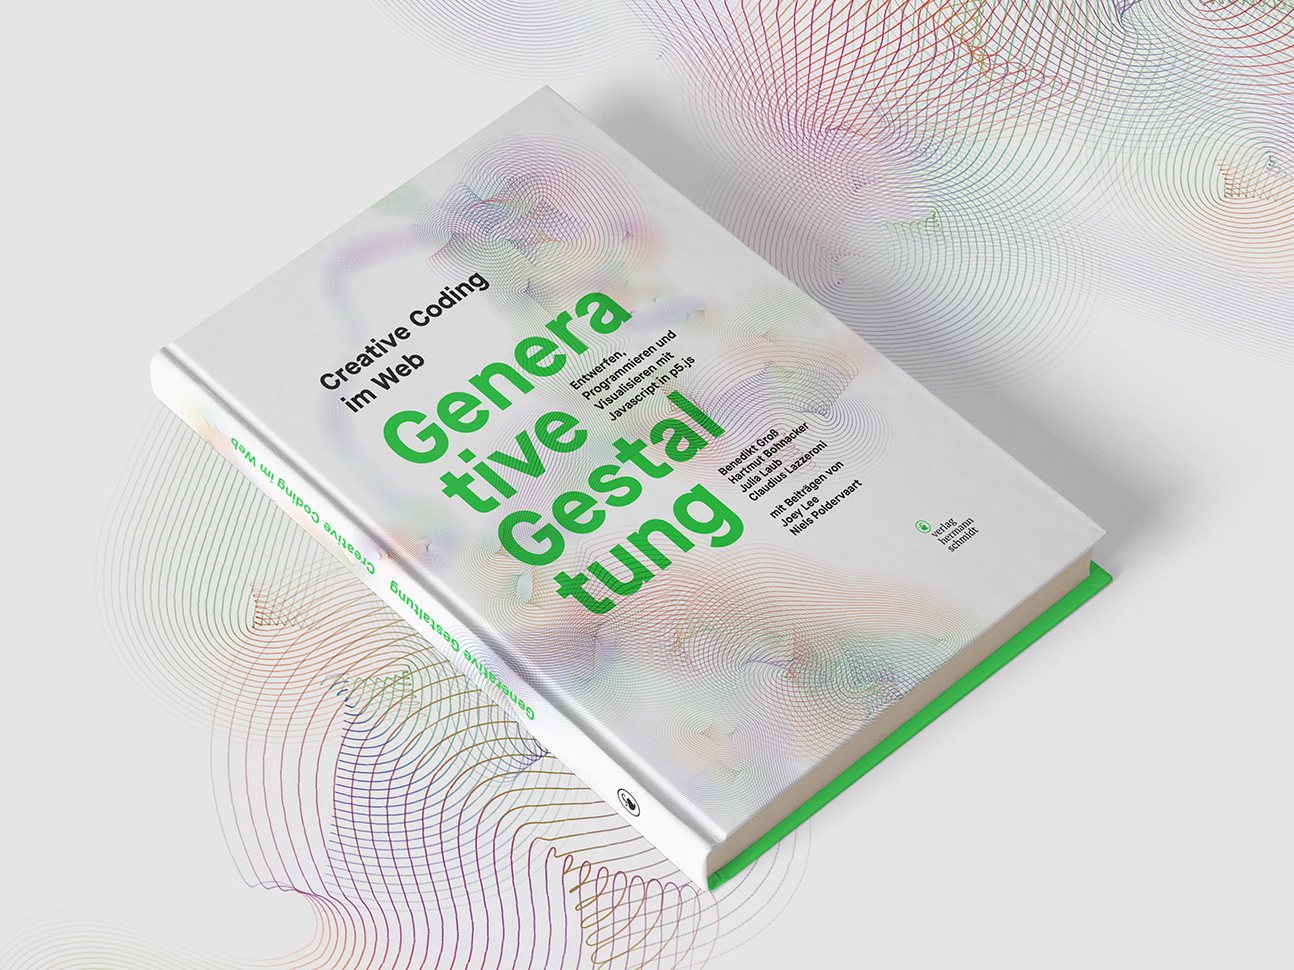 Creative Coding
im Web
Genera
tive
Gestal
tung
Entwerfen,
Programmieren und
Visualisieren mit
Javascript in p5.js
Benedikt Groß
Hartmut Bohnacker
Julia Laub
Claudius Lazzeroni
mit Beiträgen von
Joey Lee
Niels Poldervaart
verlag
hermann
schmidt
Generative Gestaltung Creative Creative Coding im Web